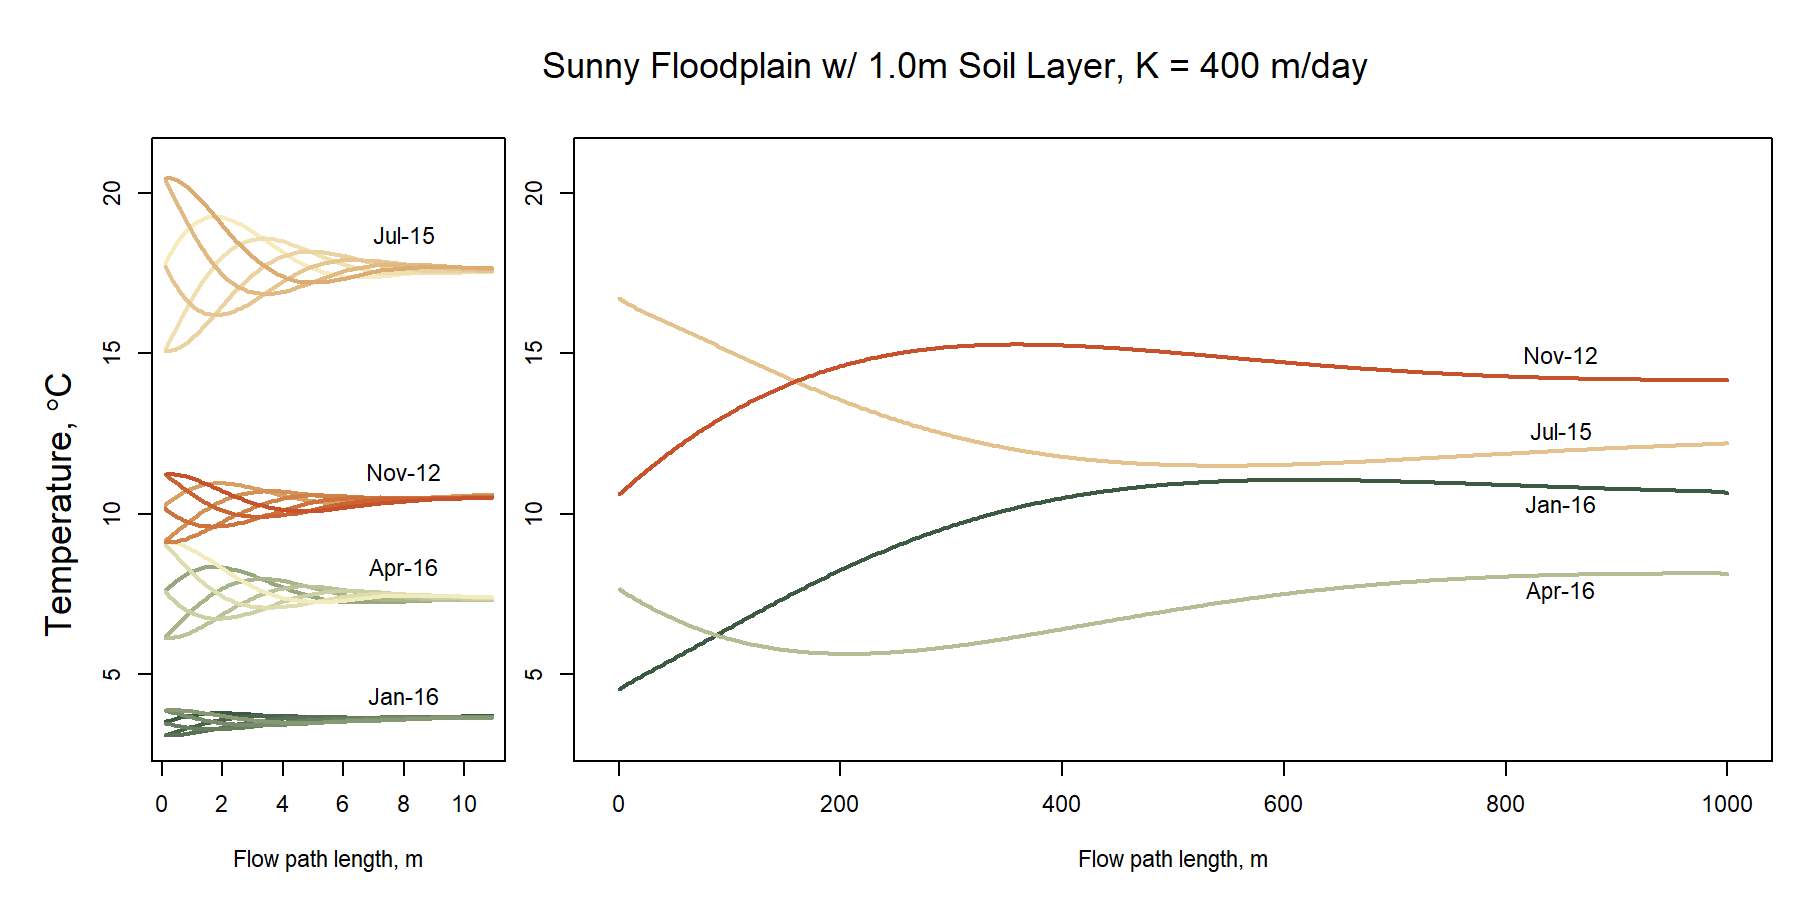 Sunny Floodplain w/ 1.0m Soil Layer, K = 400 m/day
Temperature, °C
20
15
10
5
Jul-15
Nov-12
Apr-16
Jan-16
0 2 4 6 8 10
Flow path length, m
20
15
10
5
Nov-12
Jul-15
Jan-16
Apr-16
0 200 400 600 800 1000
Flow path length, m